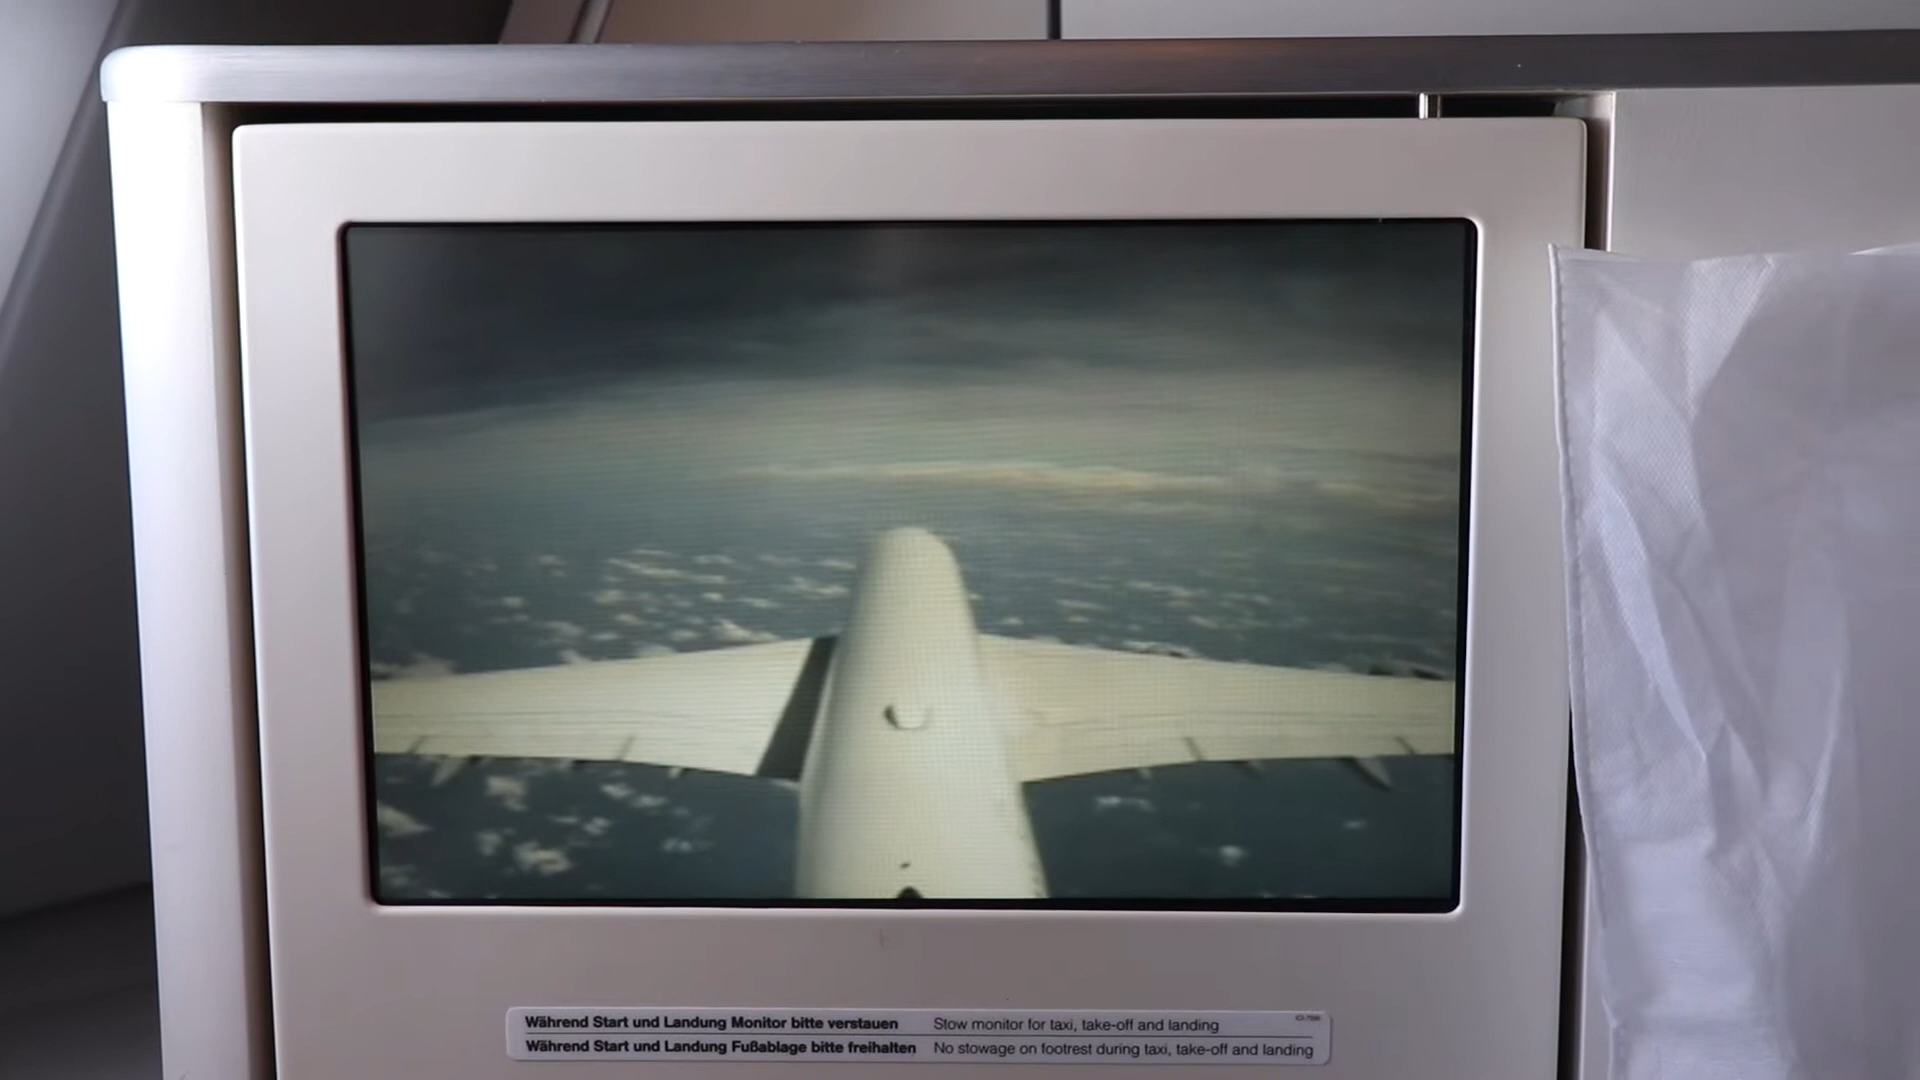 Während Start und Landung Monitor bitte verstauen Stow monitor for taxi, take-off and landing
Während Start und Landung Fußablage bitte freihalten No stowage on footrest during taxi, take-off and landing